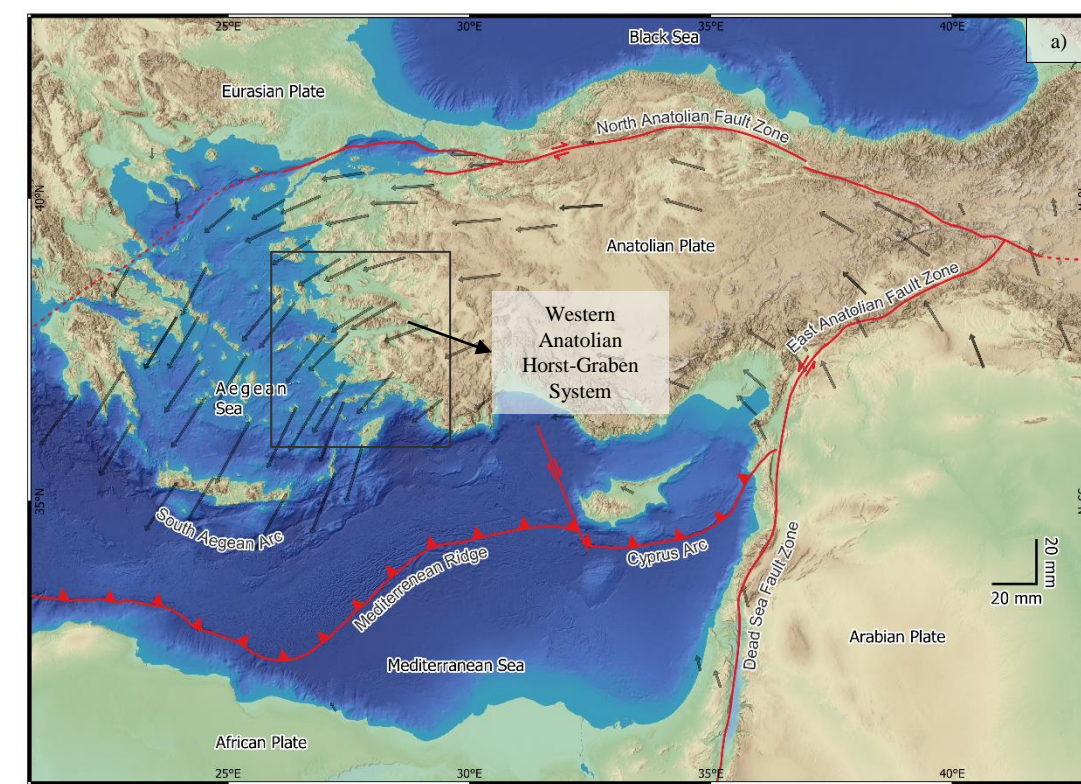 25°E
30°E
35°E
40°E
a)
Black Sea
Eurasian Plate
North Anatolian Fault Zone
40°N
Anatolian Plate
East Anatolian Fault Zone
Western
Anatolian
Horst-Graben
System
Aegean
Sea
35°N
South Aegean Arc
Mediterranean Ridge
Cyprus Arc
Dead Sea Fault Zone
20 mm
20 mm
Arabian Plate
Mediterranean Sea
African Plate
25°E
30°E
35°E
40°E